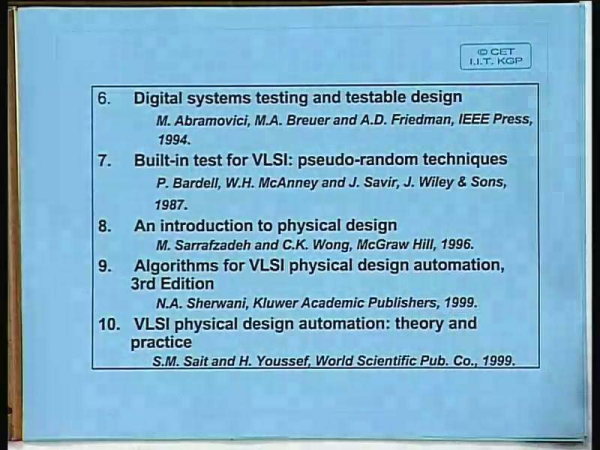 © CET
I.I.T. KGP
6. Digital systems testing and testable design
M. Abramovici, M.A. Breuer and A.D. Friedman, IEEE Press,
1994.
7. Built-in test for VLSI: pseudo-random techniques
P. Bardell, W.H. McAnney and J. Savir, J. Wiley & Sons,
1987.
8. An introduction to physical design
M. Sarrafzadeh and C.K. Wong, McGraw Hill, 1996.
9. Algorithms for VLSI physical design automation,
3rd Edition
N.A. Sherwani, Kluwer Academic Publishers, 1999.
10. VLSI physical design automation: theory and
practice
S.M. Sait and H. Youssef, World Scientific Pub. Co., 1999.